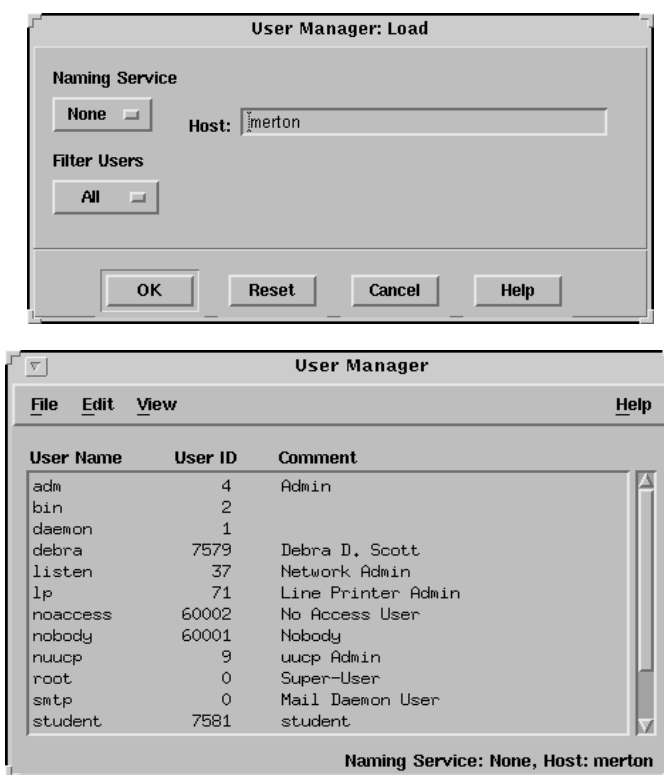 User Manager: Load
Naming Service
None
Host: merton
Filter Users
All
OK Reset Cancel Help
User Manager
File Edit View Help
User Name User ID Comment
adm 4 Admin
bin 2
daemon 1
debra 7579 Debra D. Scott
listen 37 Network Admin
lp 71 Line Printer Admin
noaccess 60002 No Access User
nobody 60001 Nobody
nuucp 9 uucp Admin
root 0 Super-User
smtp 0 Mail Daemon User
student 7581 student
Naming Service: None, Host: merton